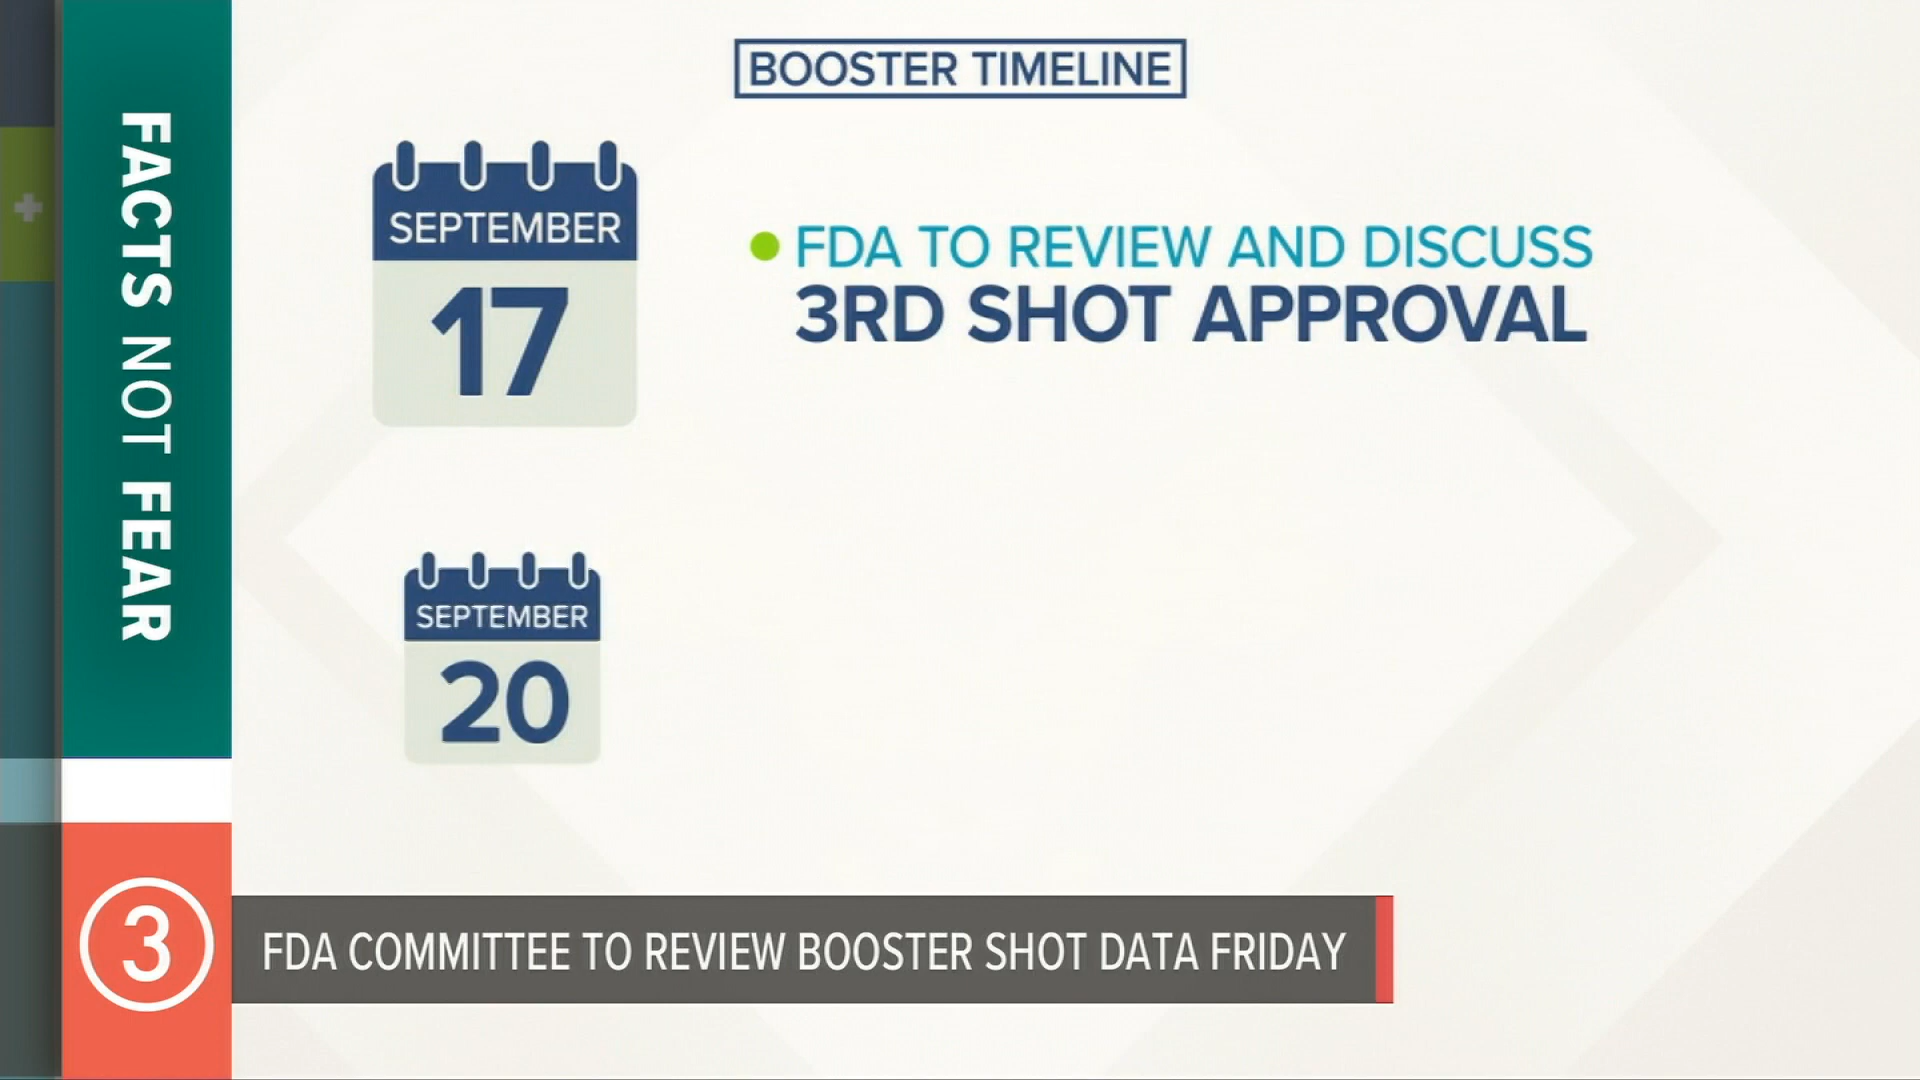 BOOSTER TIMELINE
FACTS NOT FEAR
SEPTEMBER
17
FDA TO REVIEW AND DISCUSS
3RD SHOT APPROVAL
SEPTEMBER
20
3
FDA COMMITTEE TO REVIEW BOOSTER SHOT DATA FRIDAY